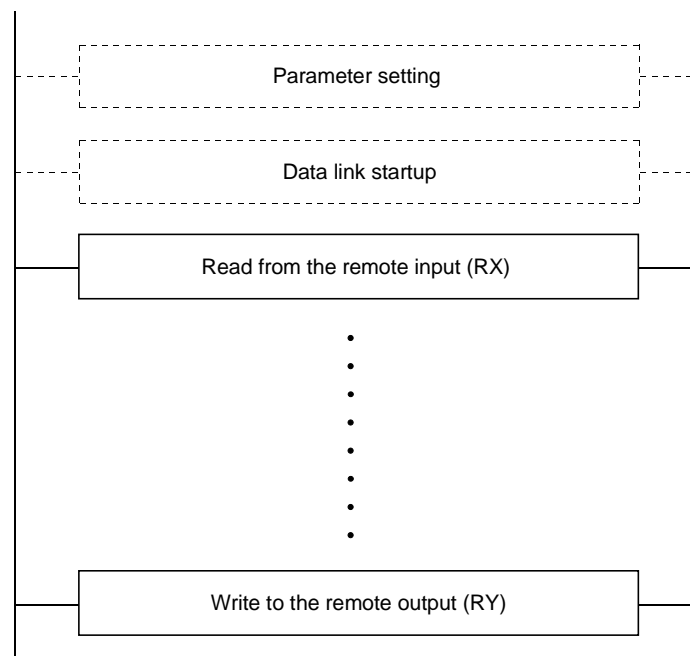 Parameter setting
Data link startup
Read from the remote input (RX)
Write to the remote output (RY)